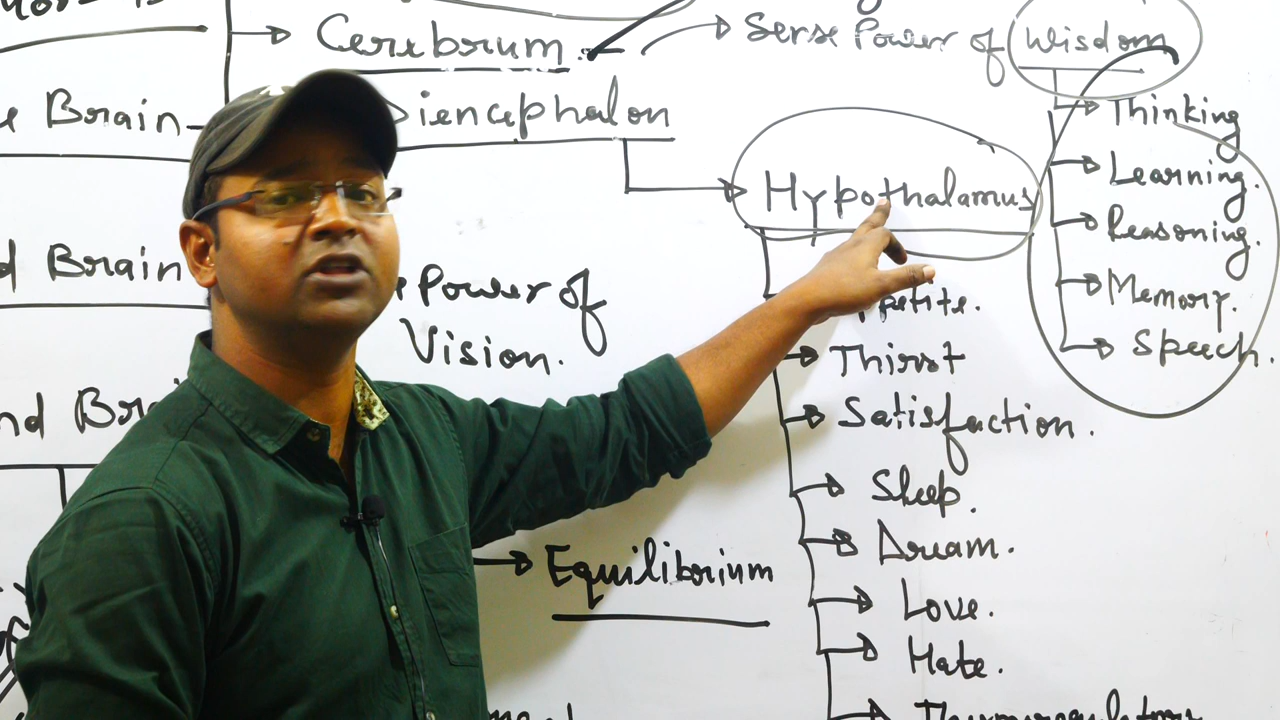 Cerebrum.
Sense Power of Wisdom
Brain
Diencephalon
Thinking
Learning.
Reasoning.
Memory.
Speech.
Hypothalamus
Brain
Power of
Vision.
Thirst
Satisfaction.
Sleep.
Dream.
Love.
Hate.
Equilibrium